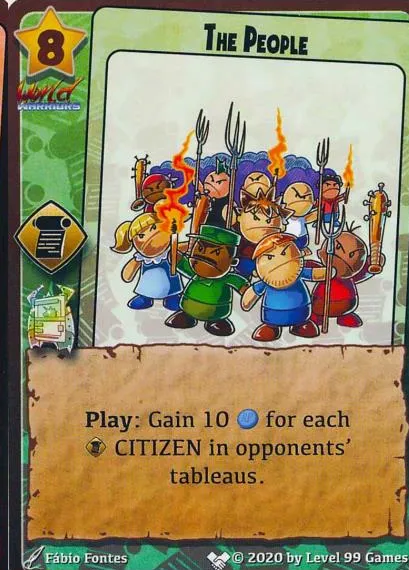 8
THE PEOPLE
WORLD
WARRIORS
Play: Gain 10 for each
CITIZEN in opponents'
tableaus.
Fábio Fontes
© 2020 by Level 99 Games